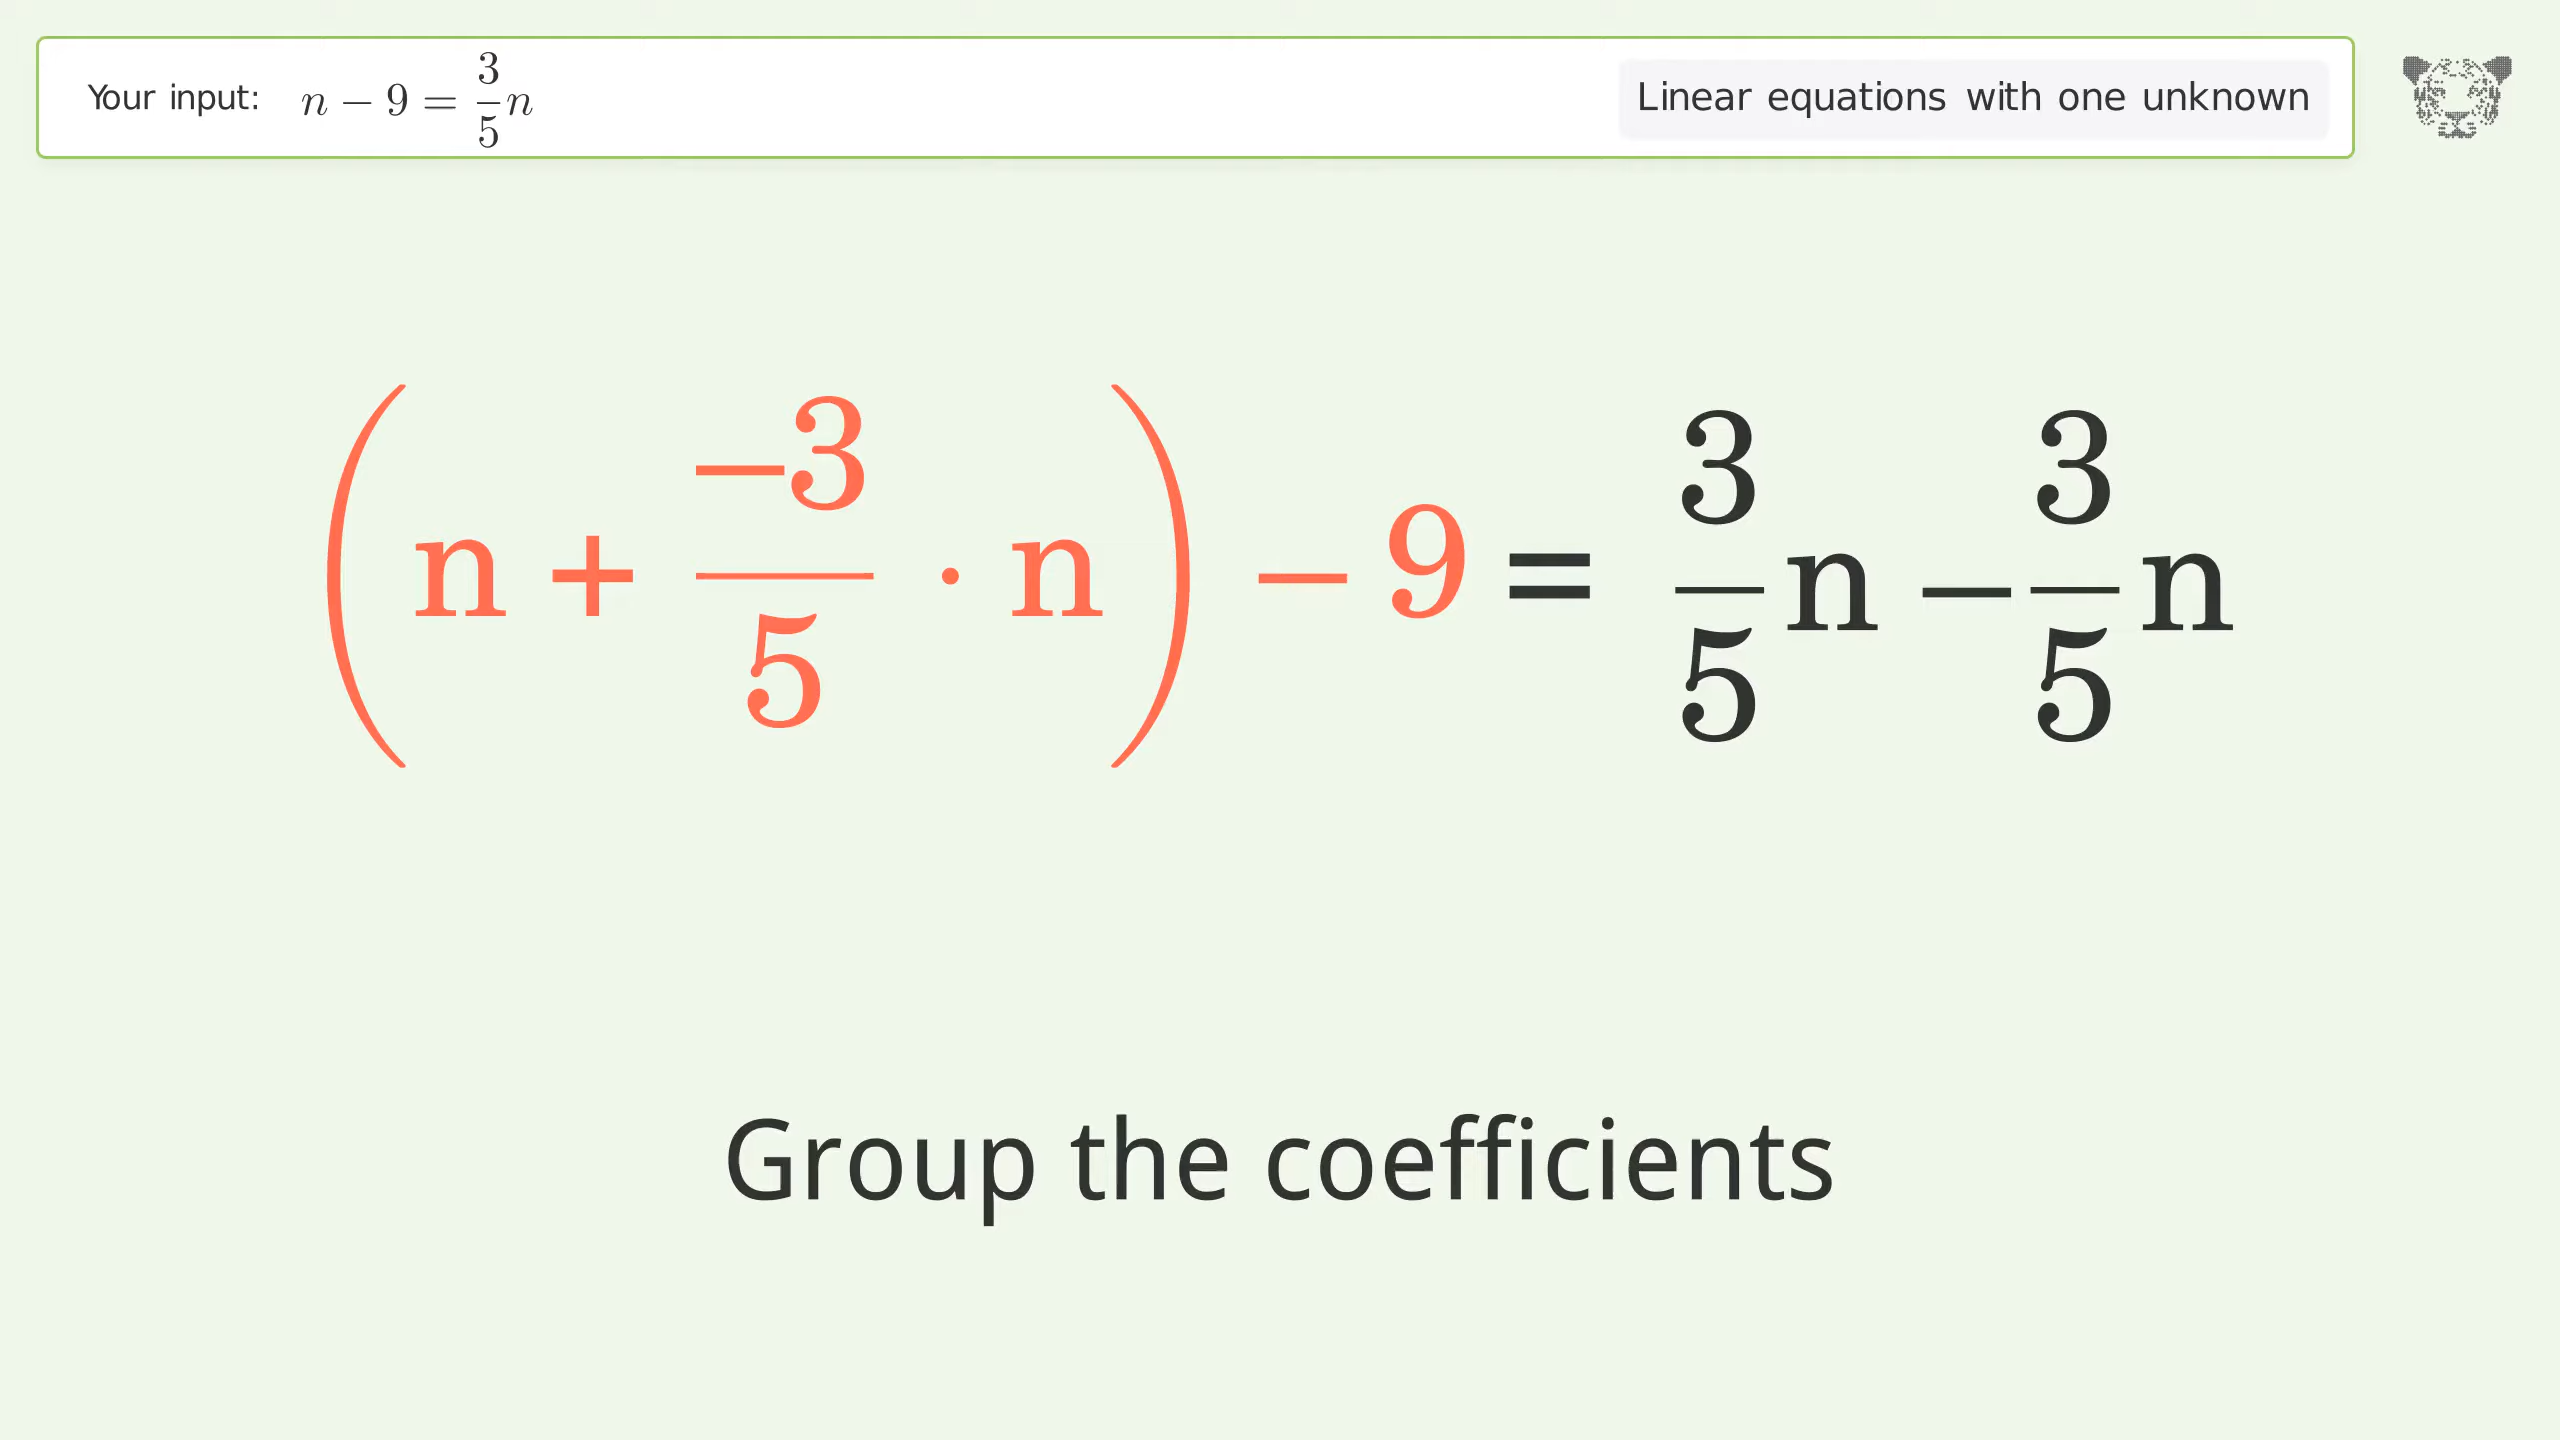 Your input: n − 9 = 3/5 n
Linear equations with one unknown
(n + −3/5 · n) − 9 = 3/5 n − 3/5 n
Group the coefficients